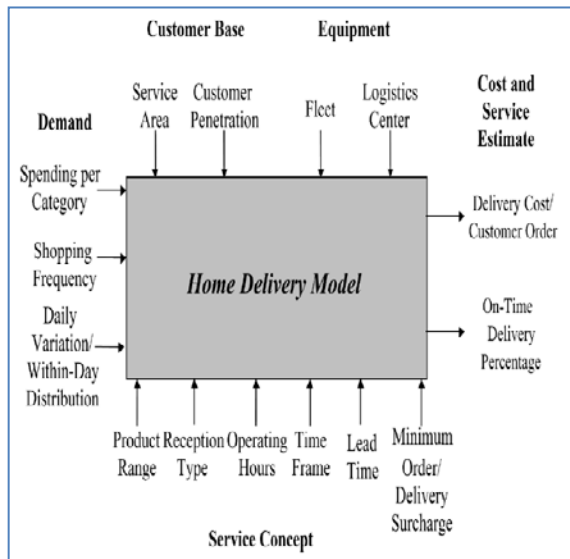 Customer Base
Equipment
Cost and
Service
Estimate
Service
Area
Customer
Penetration
Fleet
Logistics
Center
Demand
Spending per
Category
Shopping
Frequency
Daily
Variation/
Within-Day
Distribution
Home Delivery Model
Delivery Cost/
Customer Order
On-Time
Delivery
Percentage
Product
Range
Reception
Type
Operating
Hours
Time
Frame
Lead
Time
Minimum
Order/
Delivery
Surcharge
Service Concept